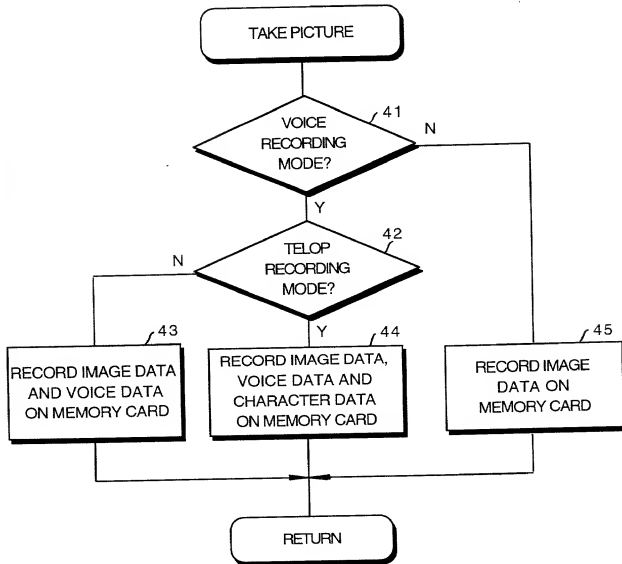 TAKE PICTURE
41
VOICE
RECORDING
MODE?
N
Y
42
TELOP
RECORDING
MODE?
N
Y
43
RECORD IMAGE DATA
AND VOICE DATA
ON MEMORY CARD
44
RECORD IMAGE DATA,
VOICE DATA AND
CHARACTER DATA
ON MEMORY CARD
45
RECORD IMAGE
DATA ON
MEMORY CARD
RETURN